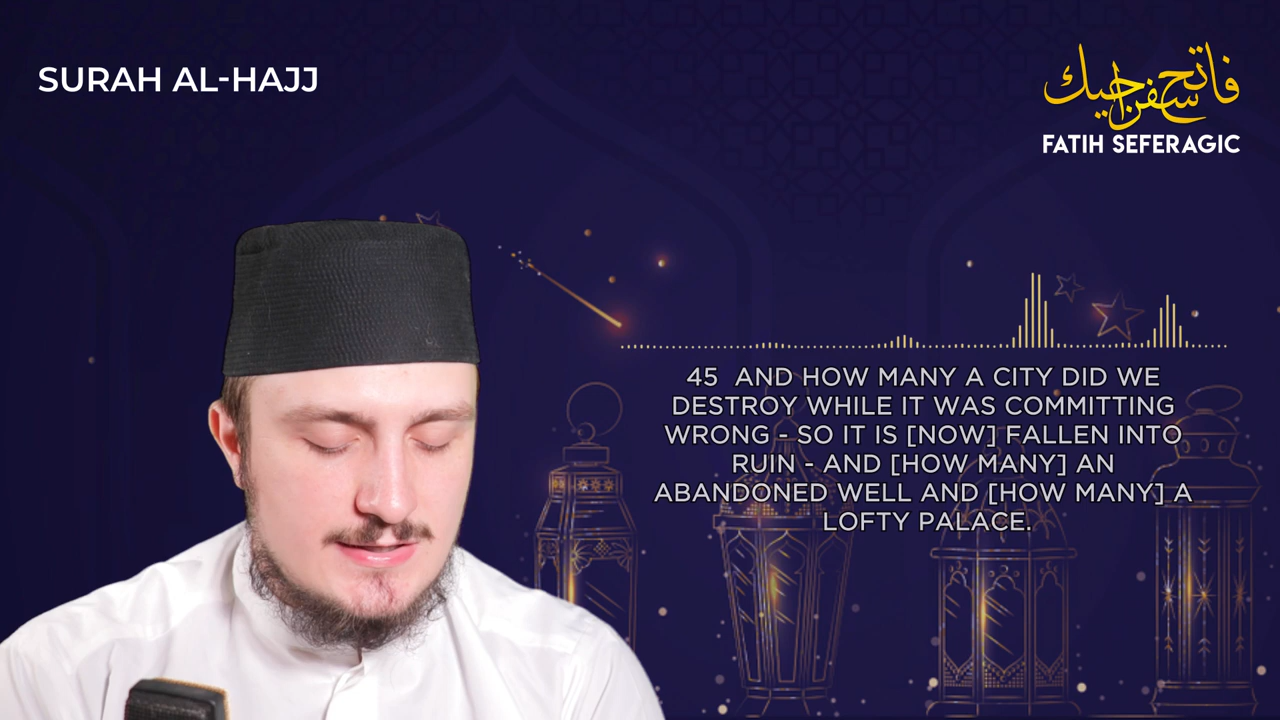 SURAH AL-HAJJ
فاتح سفراجيك
FATIH SEFERAGIC
45 AND HOW MANY A CITY DID WE
DESTROY WHILE IT WAS COMMITTING
WRONG - SO IT IS [NOW] FALLEN INTO
RUIN - AND [HOW MANY] AN
ABANDONED WELL AND [HOW MANY] A
LOFTY PALACE.